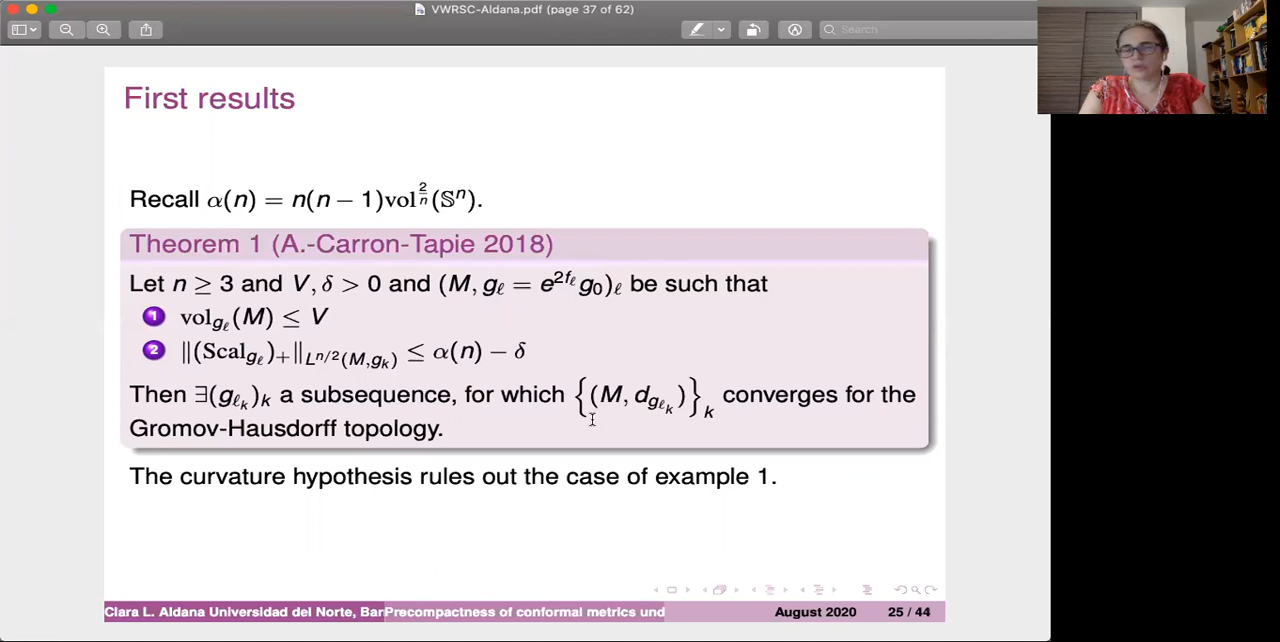 VWRSC-Aldana.pdf (page 37 of 62)
Search
First results
Recall α(n) = n(n − 1)vol^{2/n}(𝕊ⁿ).
Theorem 1 (A.-Carron-Tapie 2018)
Let n ≥ 3 and V, δ > 0 and (M, g_ℓ = e^{2f_ℓ} g₀)_ℓ be such that
1 vol_{g_ℓ}(M) ≤ V
2 ‖(Scal_{g_ℓ})₊‖_{L^{n/2}(M,g_k)} ≤ α(n) − δ
Then ∃(g_{ℓ_k})_k a subsequence, for which {(M, d_{g_{ℓ_k}})}_k converges for the
Gromov-Hausdorff topology.
The curvature hypothesis rules out the case of example 1.
Clara L. Aldana Universidad del Norte, Bar Precompactness of conformal metrics und August 2020 25 / 44